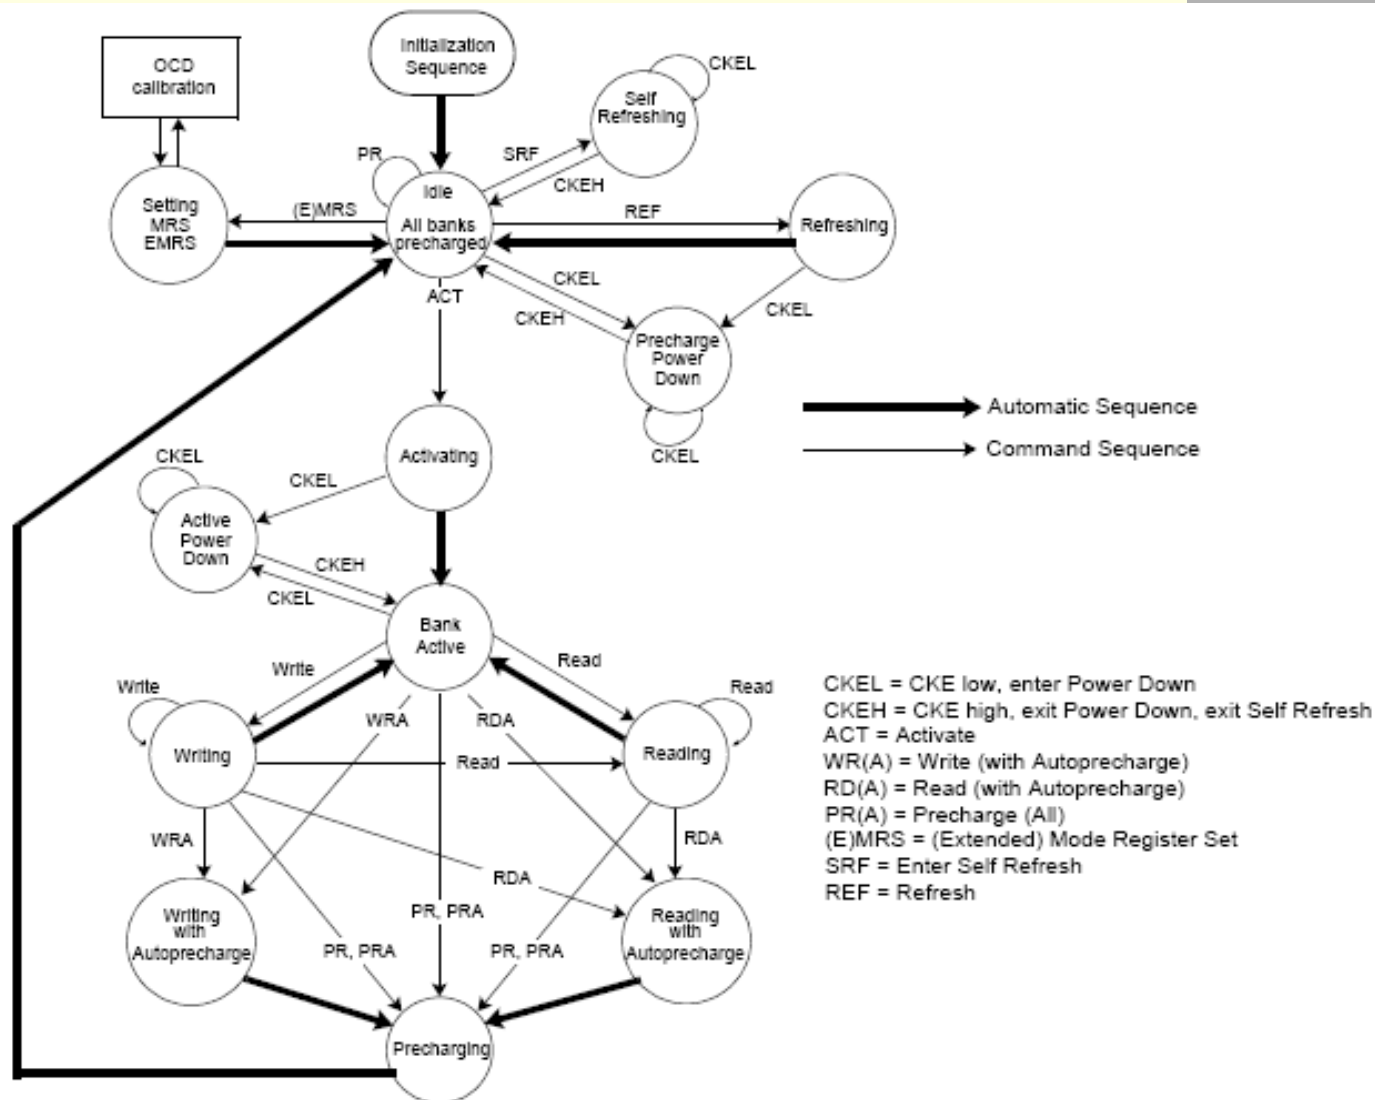 Initialization
Sequence
OCD
calibration
CKEL
Self
Refreshing
PR
SRF
CKEH
Idle
All banks
precharged
Setting
MRS
EMRS
(E)MRS
REF
Refreshing
CKEL
ACT
CKEH
CKEL
Precharge
Power
Down
CKEL
Automatic Sequence
Command Sequence
Activating
CKEL
CKEL
Active
Power
Down
CKEH
CKEL
Bank
Active
Write
Read
Write
Read
WRA
RDA
Writing
Read
Reading
WRA
RDA
RDA
PR, PRA
PR, PRA
PR, PRA
Writing
with
Autoprecharge
Reading
with
Autoprecharge
Precharging
CKEL = CKE low, enter Power Down
CKEH = CKE high, exit Power Down, exit Self Refresh
ACT = Activate
WR(A) = Write (with Autoprecharge)
RD(A) = Read (with Autoprecharge)
PR(A) = Precharge (All)
(E)MRS = (Extended) Mode Register Set
SRF = Enter Self Refresh
REF = Refresh